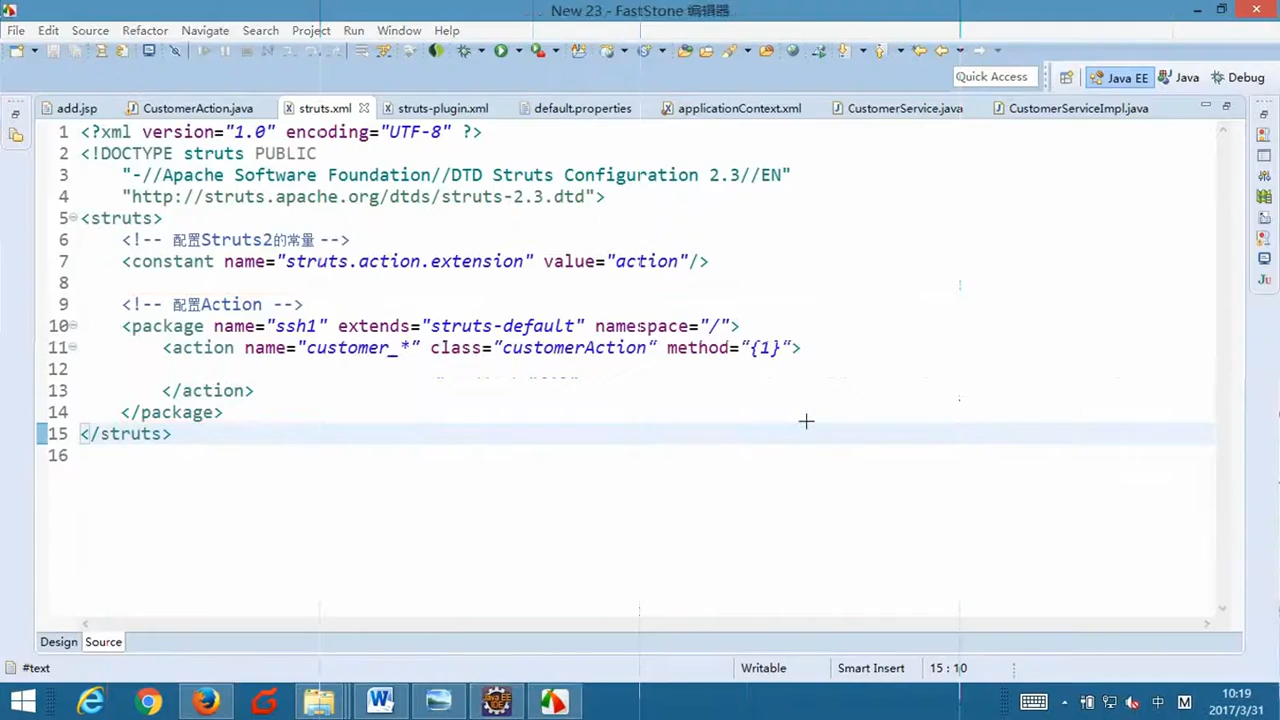 New 23 - FastStone 编辑器
File Edit Source Refactor Navigate Search Project Run Window Help
Quick Access Java EE Java Debug
add.jsp CustomerAction.java struts.xml struts-plugin.xml default.properties applicationContext.xml CustomerService.java CustomerServiceImpl.java
1 <?xml version="1.0" encoding="UTF-8" ?>
2 <!DOCTYPE struts PUBLIC
3 "-//Apache Software Foundation//DTD Struts Configuration 2.3//EN"
4 "http://struts.apache.org/dtds/struts-2.3.dtd">
5 <struts>
6 <!-- 配置Struts2的常量 -->
7 <constant name="struts.action.extension" value="action"/>
8
9 <!-- 配置Action -->
10 <package name="ssh1" extends="struts-default" namespace="/">
11 <action name="customer_*" class="customerAction" method="{1}">
12
13 </action>
14 </package>
15 </struts>
16
Design Source
#text Writable Smart Insert 15 : 10
中 M 10:19
2017/3/31